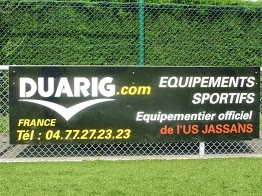 DUARIG.com
FRANCE
Tél : 04.77.27.23.23
EQUIPEMENTS
SPORTIFS
Equipementier officiel
de l'US JASSANS